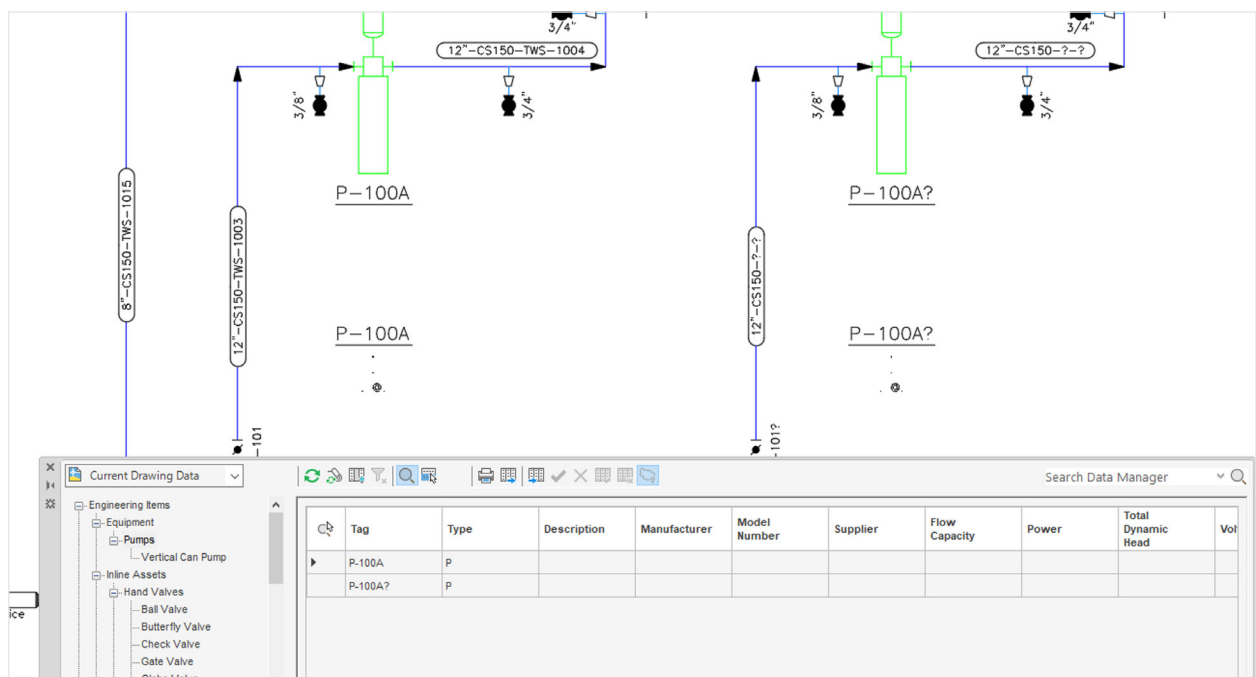 3/4"
3/4"
12"-CS150-TWS-1004
12"-CS150-?-?
3/8"
3/4"
3/8"
3/4"
8"-CS150-TWS-1015
12"-CS150-TWS-1003
P-100A
P-100A?
12"-CS150-?-?
P-100A
P-100A?
-101
-101?
Current Drawing Data
Search Data Manager
Engineering Items
Equipment
Pumps
Vertical Can Pump
Inline Assets
Hand Valves
Ball Valve
Butterfly Valve
Check Valve
Gate Valve
Tag Type Description Manufacturer Model Number Supplier Flow Capacity Power Total Dynamic Head Vol
P-100A P
P-100A? P
ice